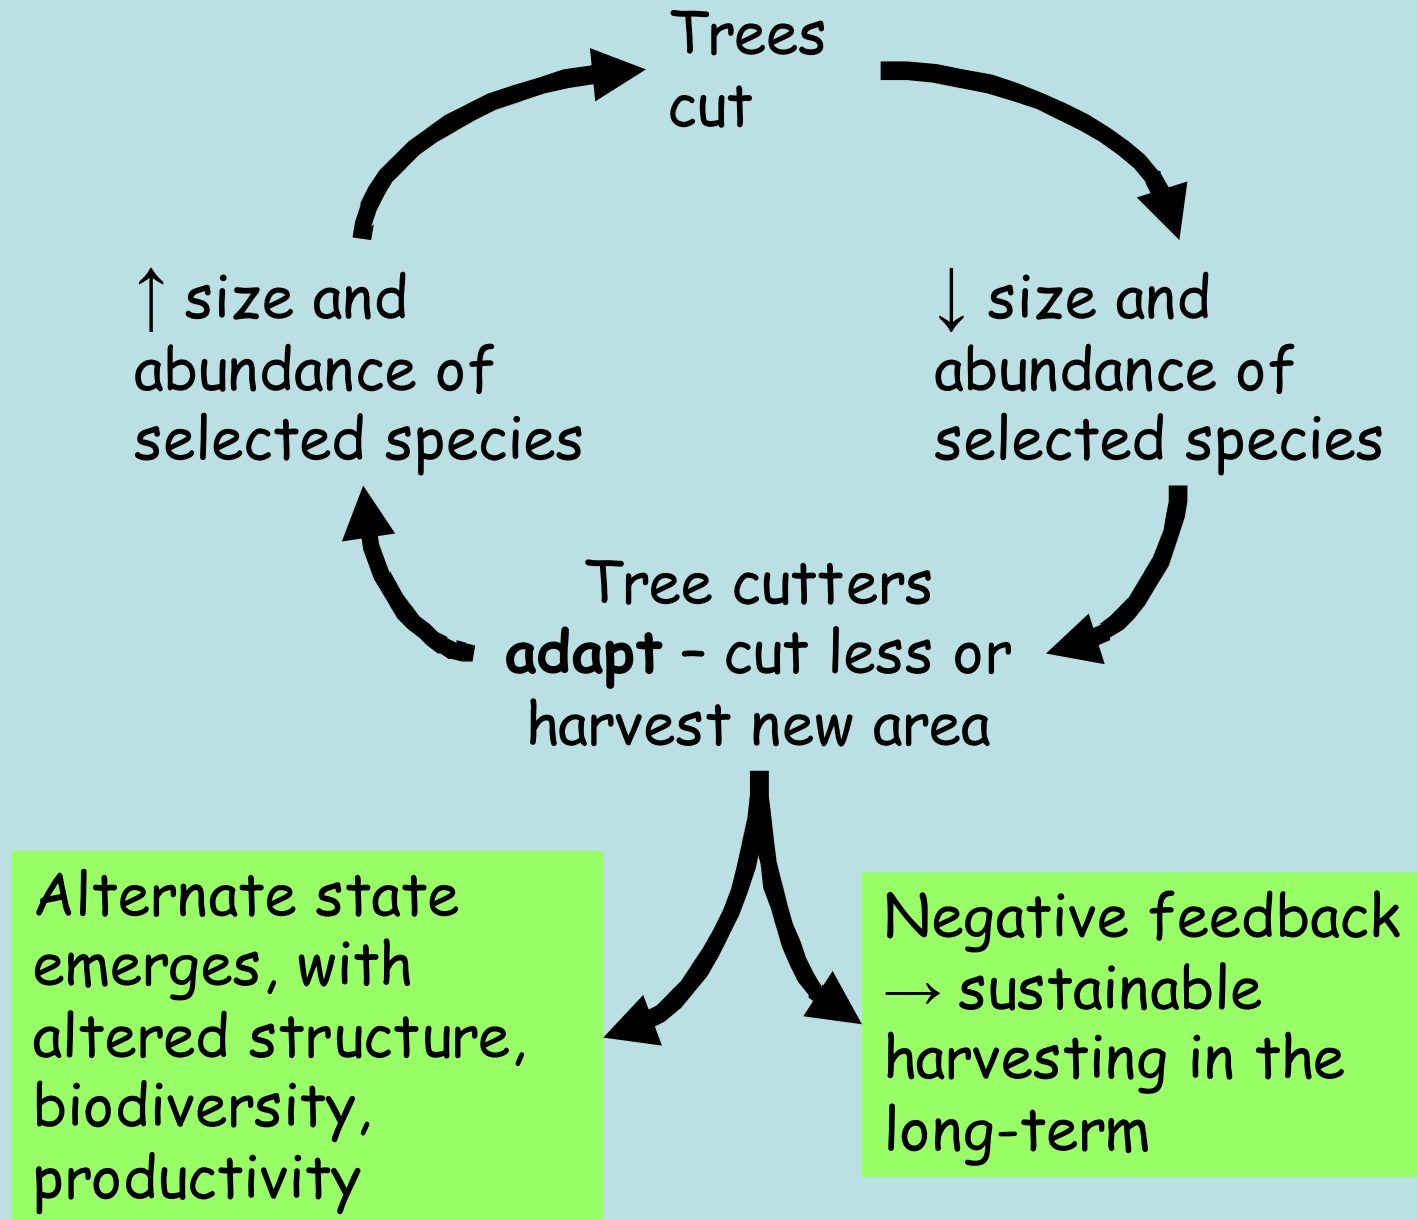 Trees
cut
↑ size and
abundance of
selected species
↓ size and
abundance of
selected species
Tree cutters
adapt – cut less or
harvest new area
Alternate state
emerges, with
altered structure,
biodiversity,
productivity
Negative feedback
→ sustainable
harvesting in the
long-term